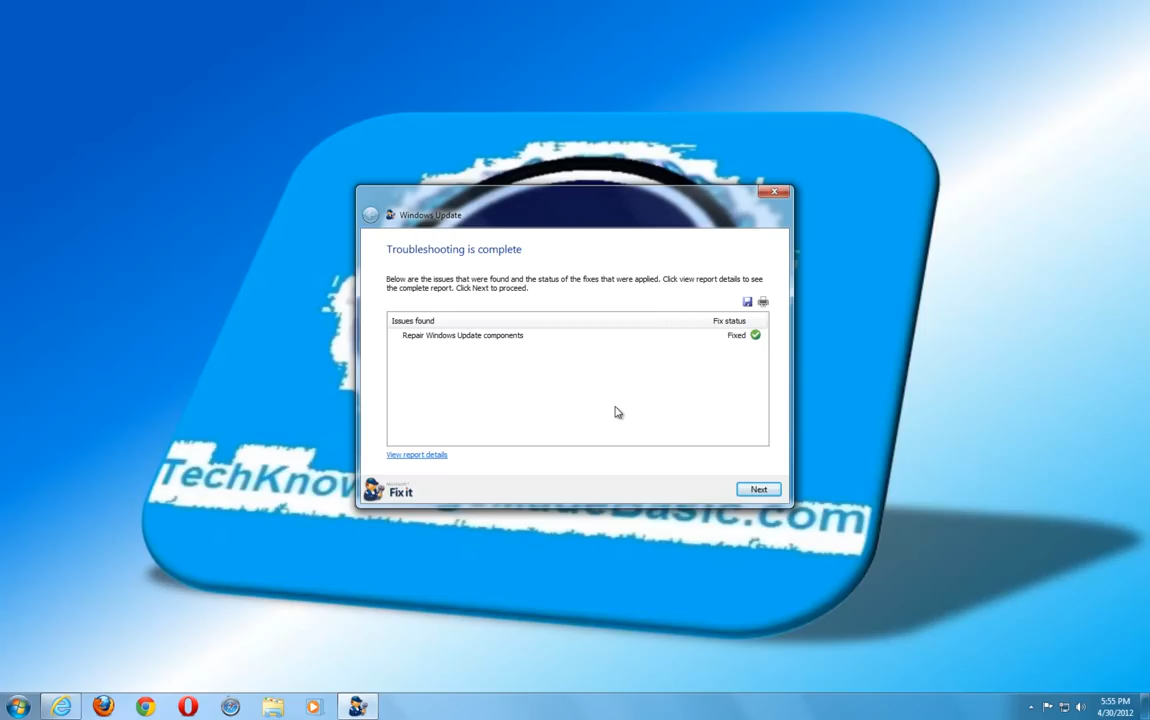 Windows Update
Troubleshooting is complete
Below are the issues that were found and the status of the fixes that were applied. Click view report details to see
the complete report. Click Next to proceed.
Issues found Fix status
Repair Windows Update components Fixed
View report details
Fix it
Next
TechKnow
Basic.com
5:55 PM
4/30/2012